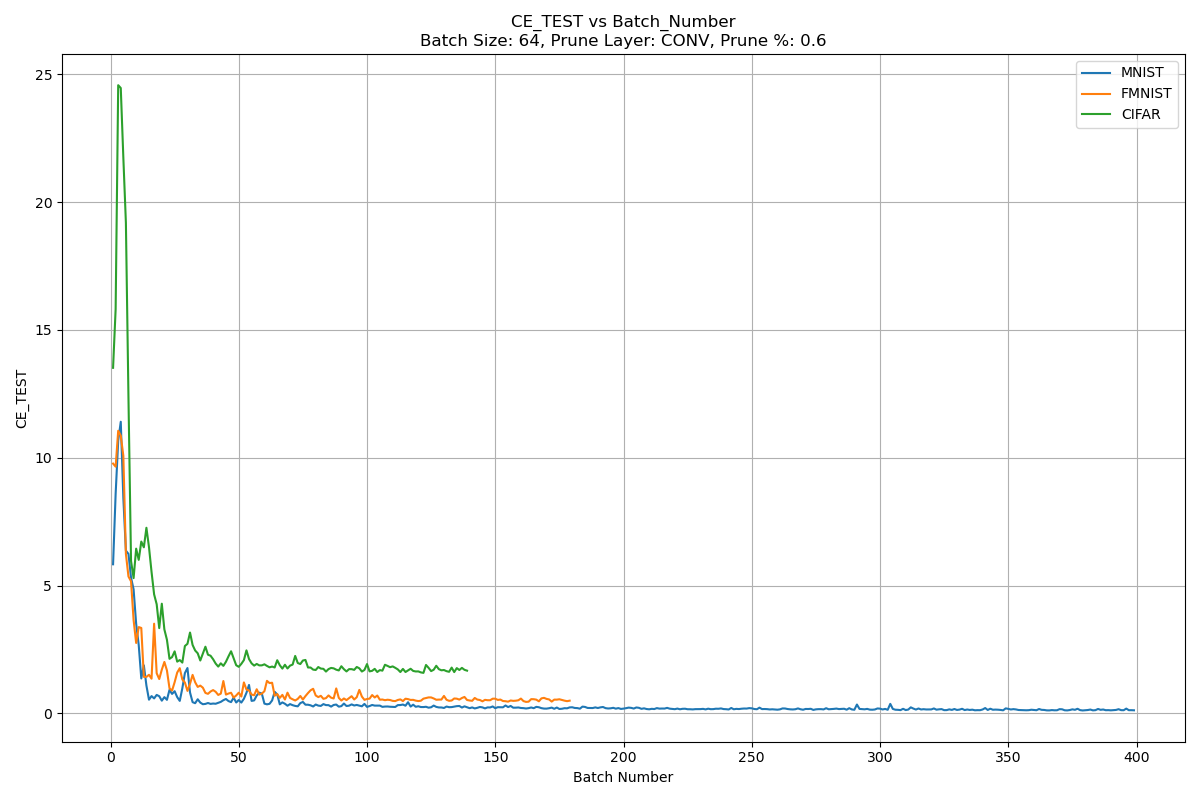 CE_TEST vs Batch_Number
Batch Size: 64, Prune Layer: CONV, Prune %: 0.6
MNIST
FMNIST
CIFAR
25
20
15
10
5
0
CE_TEST
0 50 100 150 200 250 300 350 400
Batch Number